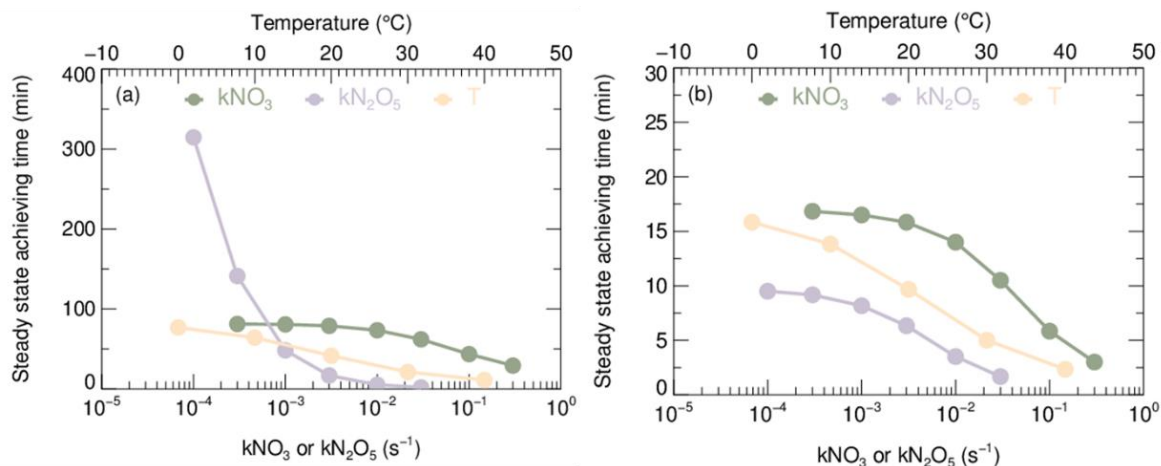 Temperature (°C)
−10 0 10 20 30 40 50
Steady state achieving time (min)
400
300
200
100
0
(a) kNO₃ kN₂O₅ T
10⁻⁵ 10⁻⁴ 10⁻³ 10⁻² 10⁻¹ 10⁰
kNO₃ or kN₂O₅ (s⁻¹)
Temperature (°C)
−10 0 10 20 30 40 50
Steady state achieving time (min)
30
25
20
15
10
5
0
(b) kNO₃ kN₂O₅ T
10⁻⁵ 10⁻⁴ 10⁻³ 10⁻² 10⁻¹ 10⁰
kNO₃ or kN₂O₅ (s⁻¹)